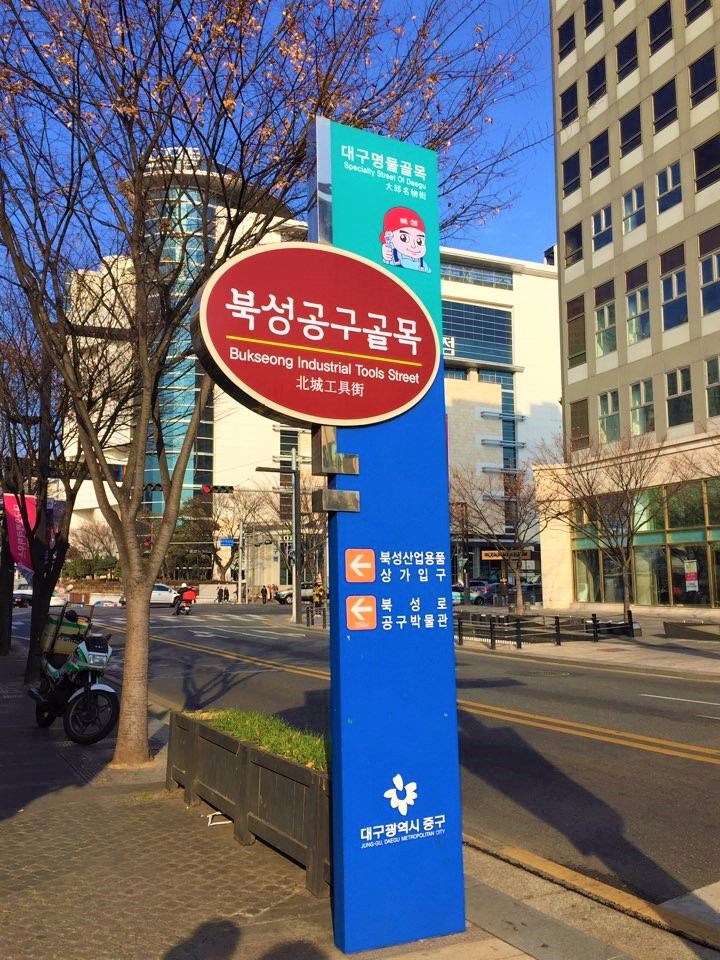 대구명물골목
Specialty Street Of Daegu
大邱名物街
북성
북성공구골목
Bukseong Industrial Tools Street
北城工具街
점
북성산업용품
상가입구
북성로
공구박물관
대구광역시 중구
JUNG-GU, DAEGU METROPOLITAN CITY